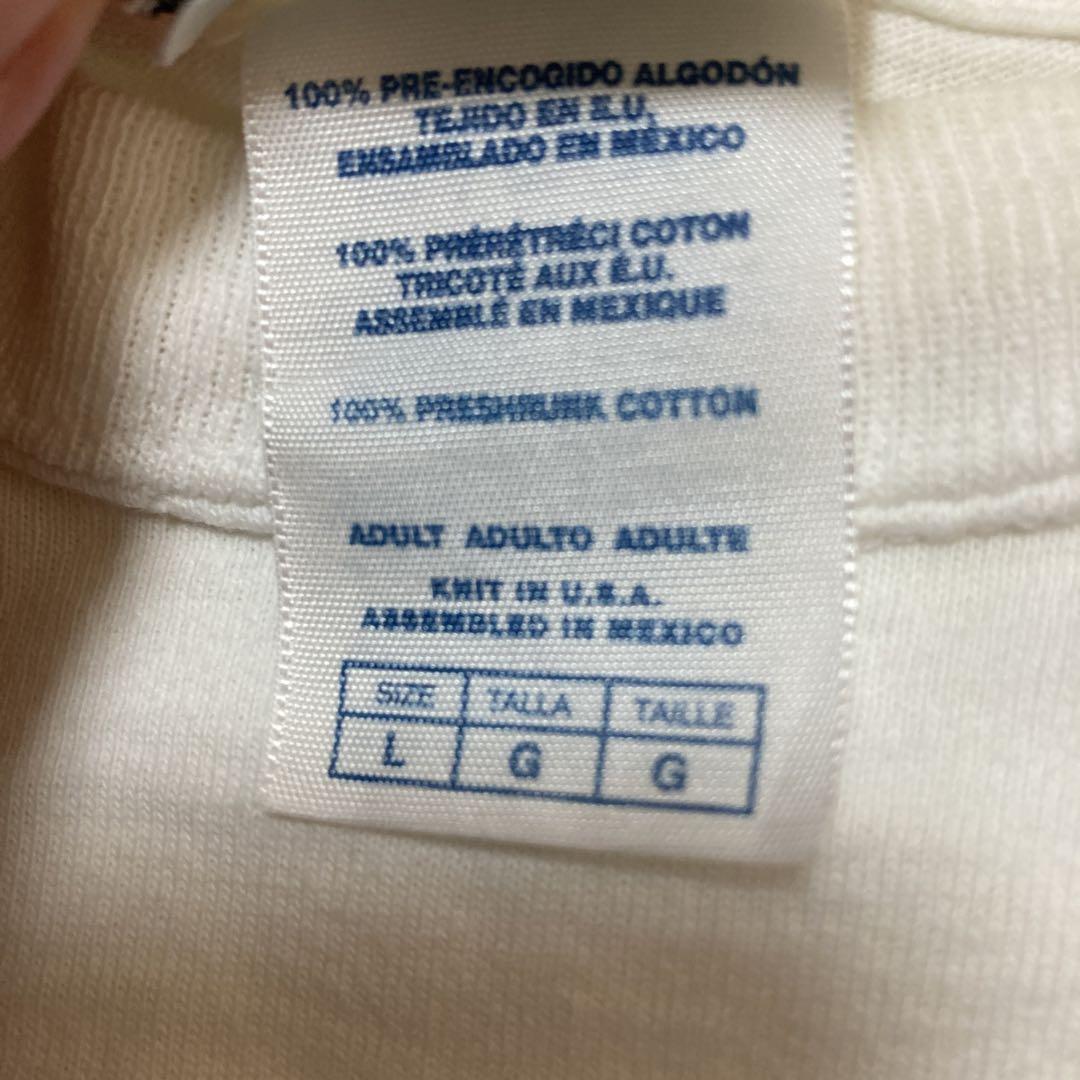 100% PRE-ENCOGIDO ALGODÓN
TEJIDO EN E.U.
ENSAMBLADO EN MÉXICO
100% PRÉRÉTRÉCI COTON
TRICOTÉ AUX É.U.
ASSEMBLÉ EN MEXIQUE
100% PRESHRUNK COTTON
ADULT ADULTO ADULTE
KNIT IN U.S.A.
ASSEMBLED IN MEXICO
SIZE TALLA TAILLE
L G G